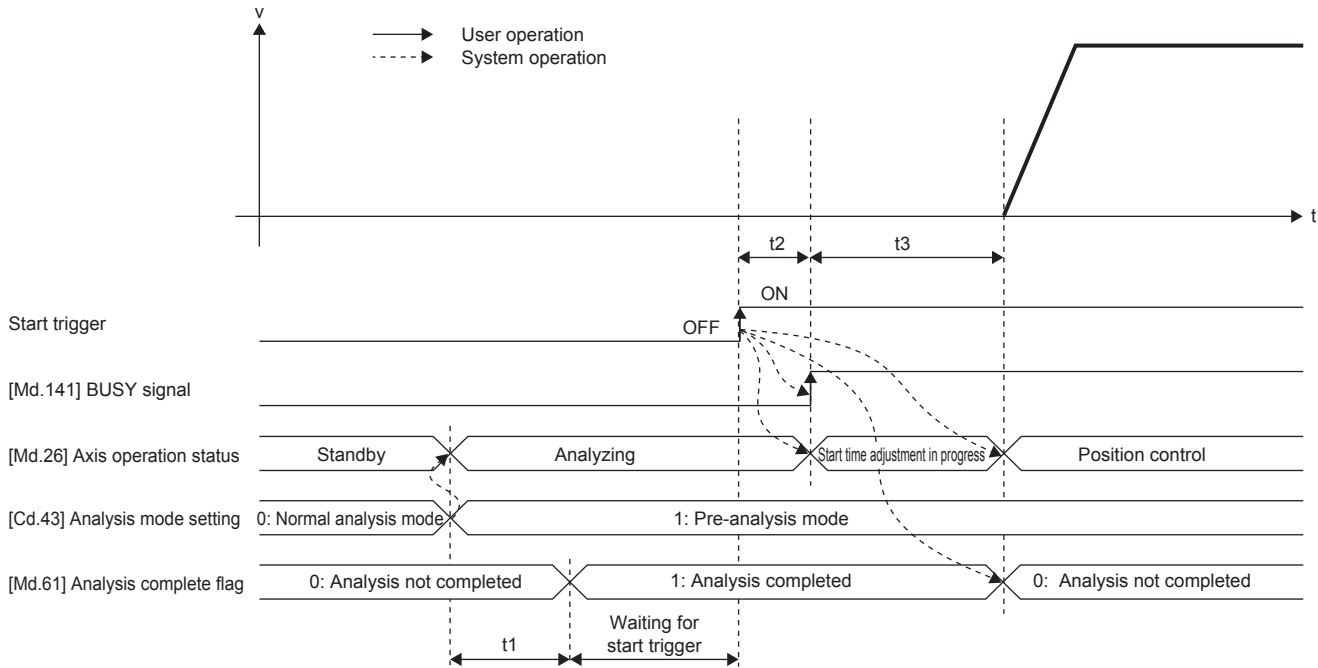 v
User operation
System operation
t
t2
t3
ON
Start trigger
OFF
[Md.141] BUSY signal
[Md.26] Axis operation status
Standby
Analyzing
Start time adjustment in progress
Position control
[Cd.43] Analysis mode setting
0: Normal analysis mode
1: Pre-analysis mode
[Md.61] Analysis complete flag
0: Analysis not completed
1: Analysis completed
0: Analysis not completed
t1
Waiting for
start trigger